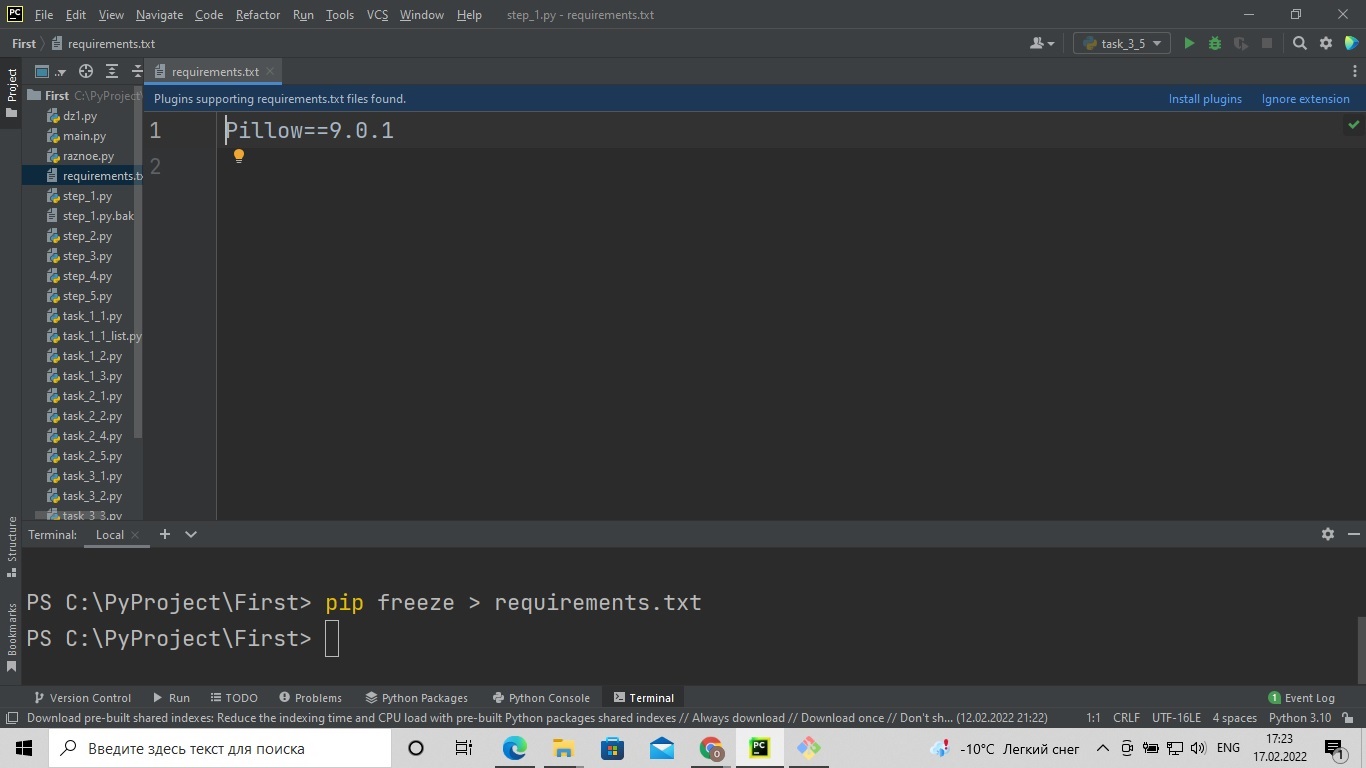 PC File Edit View Navigate Code Refactor Run Tools VCS Window Help step_1.py - requirements.txt
First requirements.txt task_3_5
Project
requirements.txt
First C:\PyProject
Plugins supporting requirements.txt files found. Install plugins Ignore extension
dz1.py
main.py
raznoe.py
requirements.tx
step_1.py
step_1.py.bak
step_2.py
step_3.py
step_4.py
step_5.py
task_1_1.py
task_1_1_list.py
task_1_2.py
task_1_3.py
task_2_1.py
task_2_2.py
task_2_4.py
task_2_5.py
task_3_1.py
task_3_2.py
task_3_3.py
1 Pillow==9.0.1
2
Structure
Bookmarks
Terminal: Local
PS C:\PyProject\First> pip freeze > requirements.txt
PS C:\PyProject\First>
Version Control Run TODO Problems Python Packages Python Console Terminal 1 Event Log
Download pre-built shared indexes: Reduce the indexing time and CPU load with pre-built Python packages shared indexes // Always download // Download once // Don't sh... (12.02.2022 21:22) 1:1 CRLF UTF-16LE 4 spaces Python 3.10
Введите здесь текст для поиска PC -10°C Легкий снег ENG 17:23
17.02.2022 1